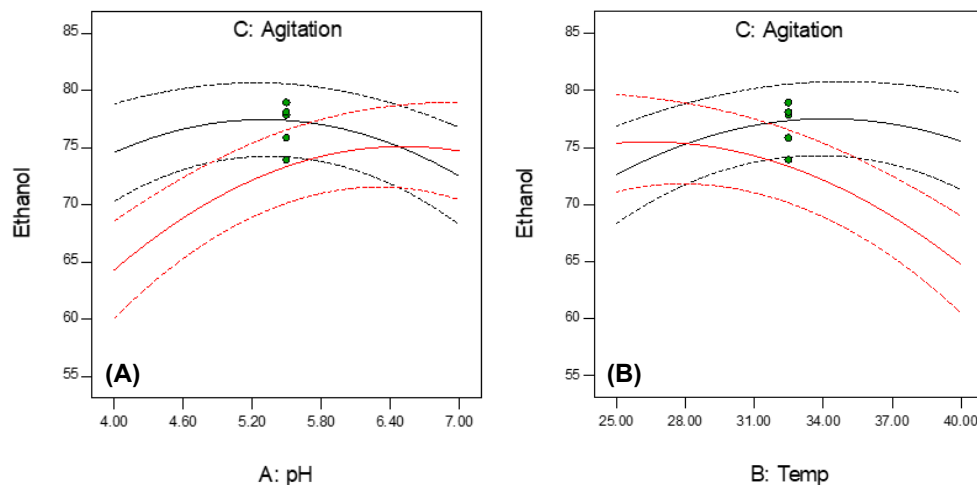 C: Agitation
85
80
75
70
65
60
55
Ethanol
(A)
4.00 4.60 5.20 5.80 6.40 7.00
A: pH
C: Agitation
85
80
75
70
65
60
55
Ethanol
(B)
25.00 28.00 31.00 34.00 37.00 40.00
B: Temp